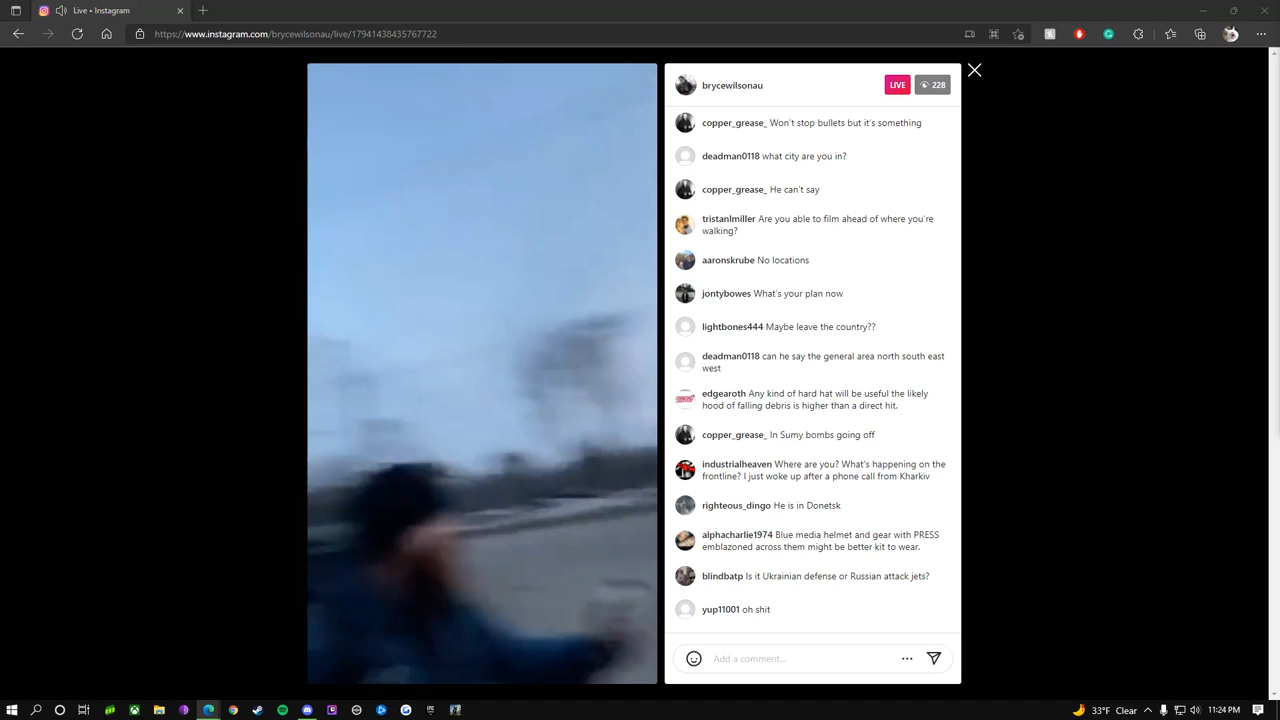 Live • Instagram
https://www.instagram.com/brycewilsonau/live/17941438435767722
brycewilsonau
LIVE
228
copper_grease_ Won't stop bullets but it's something
deadman0118 what city are you in?
copper_grease_ He can't say
tristanlmiller Are you able to film ahead of where you're
walking?
aaronskrube No locations
jontybowes What's your plan now
lightbones444 Maybe leave the country??
deadman0118 can he say the general area north south east
west
edgearoth Any kind of hard hat will be useful the likely
hood of falling debris is higher than a direct hit.
copper_grease_ In Sumy bombs going off
industrialheaven Where are you? What's happening on the
frontline? I just woke up after a phone call from Kharkiv
righteous_dingo He is in Donetsk
alphacharlie1974 Blue media helmet and gear with PRESS
emblazoned across them might be better kit to wear.
blindbatp Is it Ukrainian defense or Russian attack jets?
yup11001 oh shit
Add a comment...
33°F Clear
11:24 PM